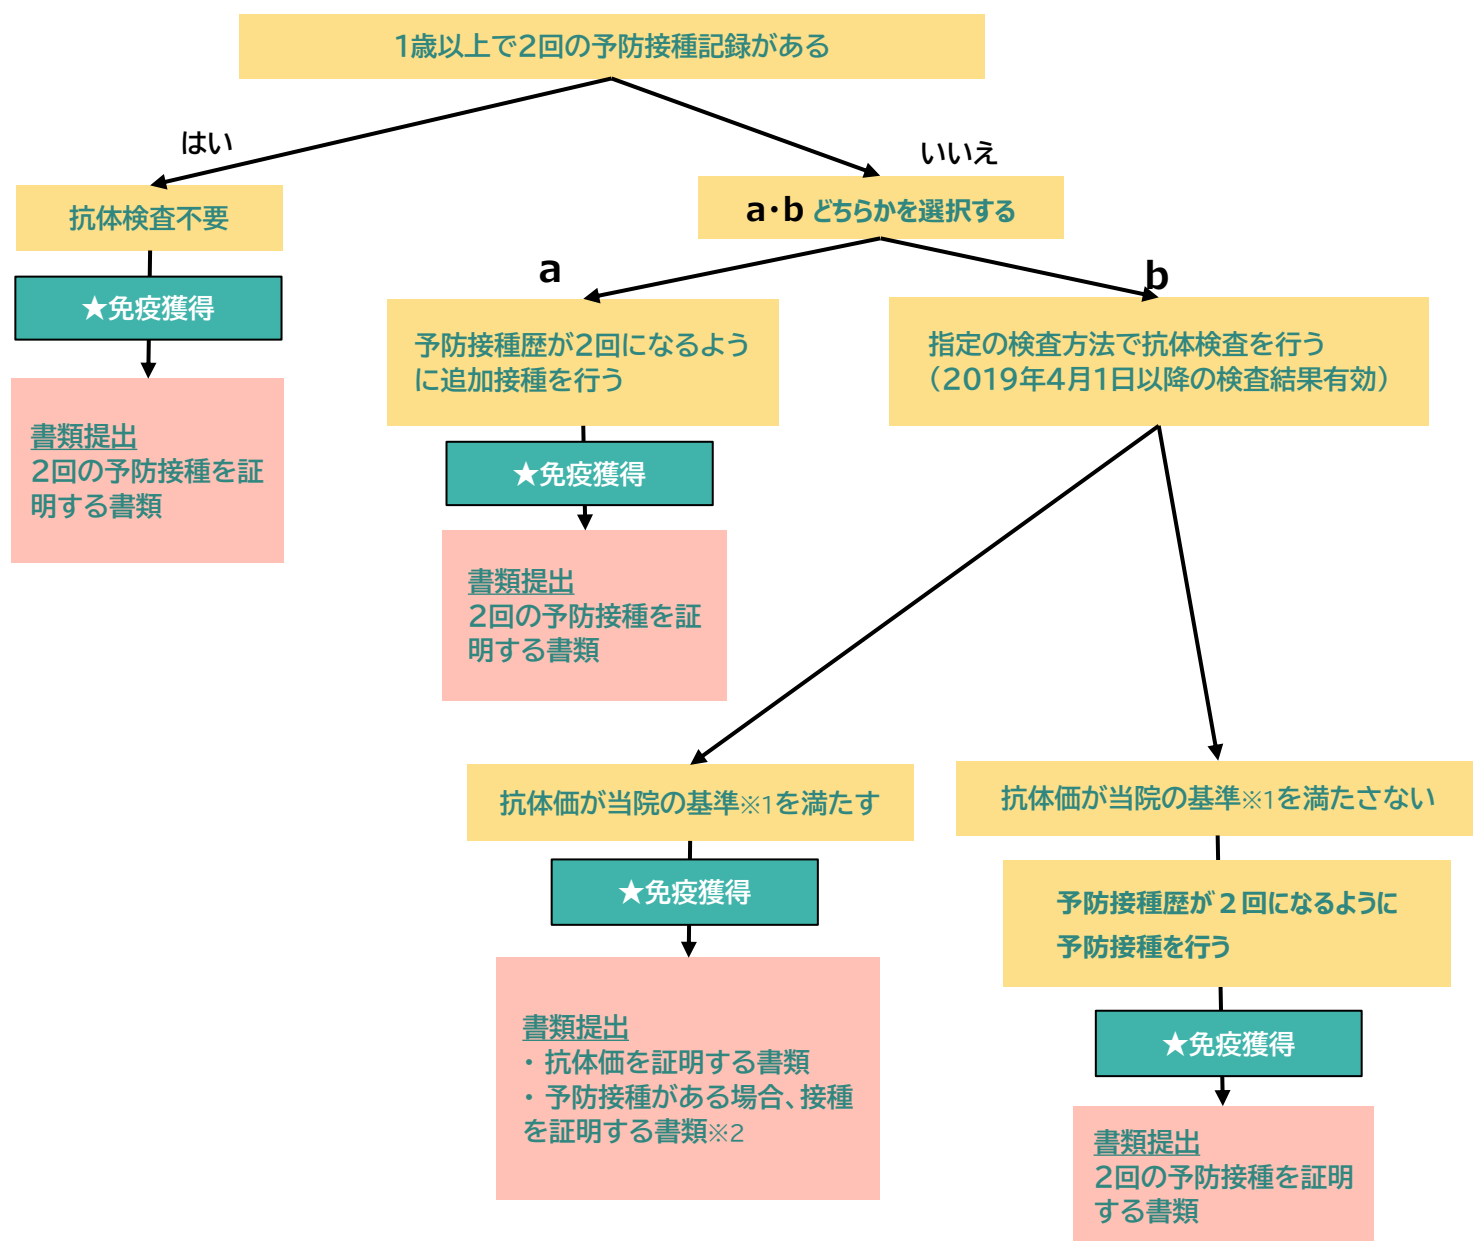 1歳以上で2回の予防接種記録がある
はい
いいえ
抗体検査不要
a・b どちらかを選択する
★免疫獲得
a
b
書類提出
2回の予防接種を証
明する書類
予防接種歴が2回になるよう
に追加接種を行う
指定の検査方法で抗体検査を行う
（2019年4月1日以降の検査結果有効）
★免疫獲得
書類提出
2回の予防接種を証
明する書類
抗体価が当院の基準※1を満たす
抗体価が当院の基準※1を満たさない
★免疫獲得
書類提出
・ 抗体価を証明する書類
・ 予防接種がある場合、接種
を証明する書類※2
予防接種歴が２回になるように
予防接種を行う
★免疫獲得
書類提出
2回の予防接種を証明
する書類